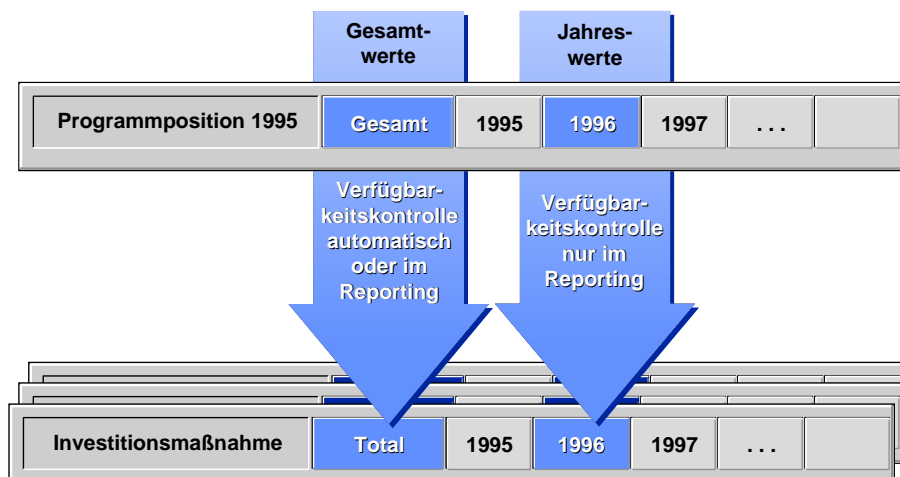 Gesamt-
werte
Jahres-
werte
Programmposition 1995
Gesamt
1995
1996
1997
. . .
Verfügbar-
keitskontrolle
automatisch
oder im
Reporting
Verfügbar-
keitskontrolle
nur im
Reporting
Investitionsmaßnahme
Total
1995
1996
1997
. . .